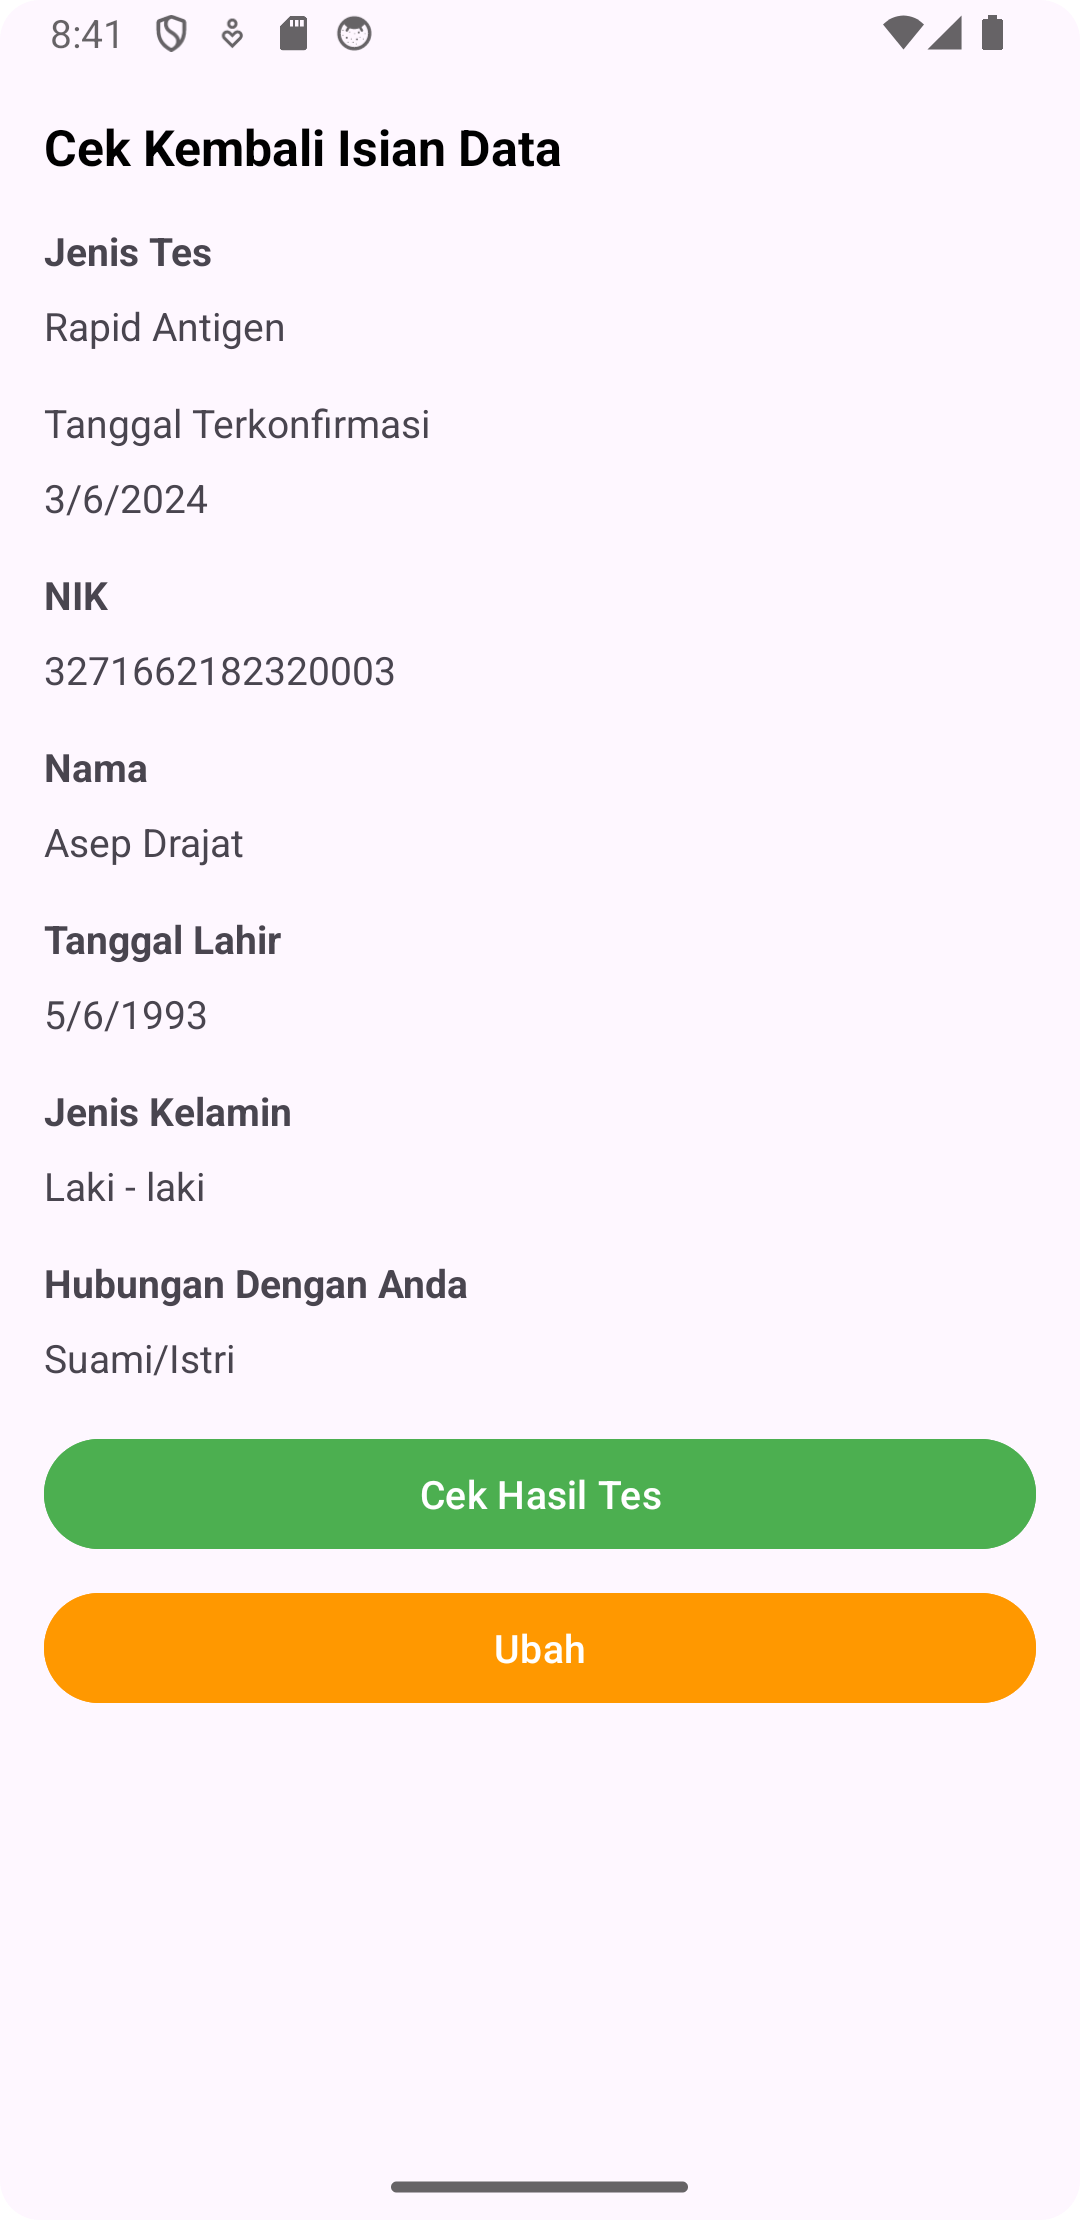 8:41
Cek Kembali Isian Data
Jenis Tes
Rapid Antigen
Tanggal Terkonfirmasi
3/6/2024
NIK
3271662182320003
Nama
Asep Drajat
Tanggal Lahir
5/6/1993
Jenis Kelamin
Laki - laki
Hubungan Dengan Anda
Suami/Istri
Cek Hasil Tes
Ubah